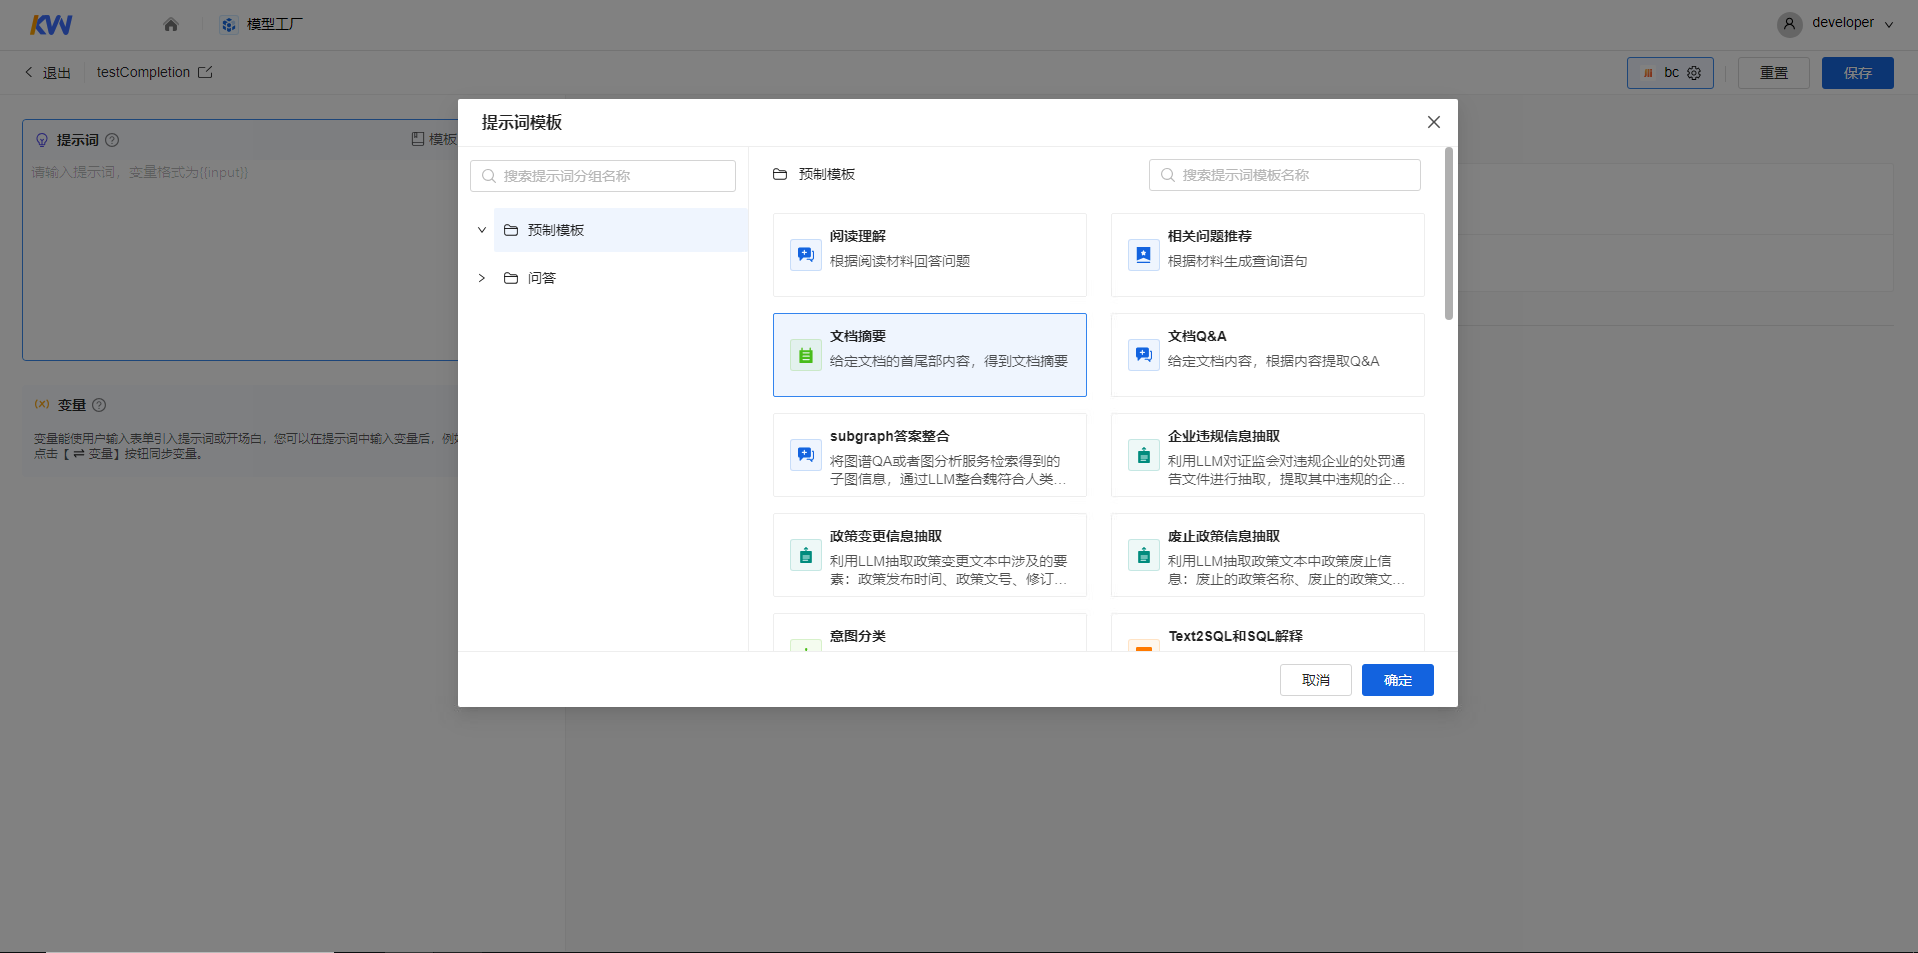 KW
模型工厂
developer
退出
testCompletion
bc
重置
保存
提示词
模板
请输入提示词，变量格式为{{input}}
变量
变量能使用户输入表单引入提示词或开场白，您可以在提示词中输入变量后，例如
点击【⇌ 变量】按钮同步变量。
提示词模板
搜索提示词分组名称
预制模板
问答
预制模板
搜索提示词模板名称
阅读理解
根据阅读材料回答问题
相关问题推荐
根据材料生成查询语句
文档摘要
给定文档的首尾部内容，得到文档摘要
文档Q&A
给定文档内容，根据内容提取Q&A
subgraph答案整合
将图谱QA或者图分析服务检索得到的
子图信息，通过LLM整合魏符合人类...
企业违规信息抽取
利用LLM对证监会对违规企业的处罚通
告文件进行抽取，提取其中违规的企...
政策变更信息抽取
利用LLM抽取政策变更文本中涉及的要
素：政策发布时间、政策文号、修订...
废止政策信息抽取
利用LLM抽取政策文本中政策废止信
息：废止的政策名称、废止的政策文...
意图分类
Text2SQL和SQL解释
取消
确定